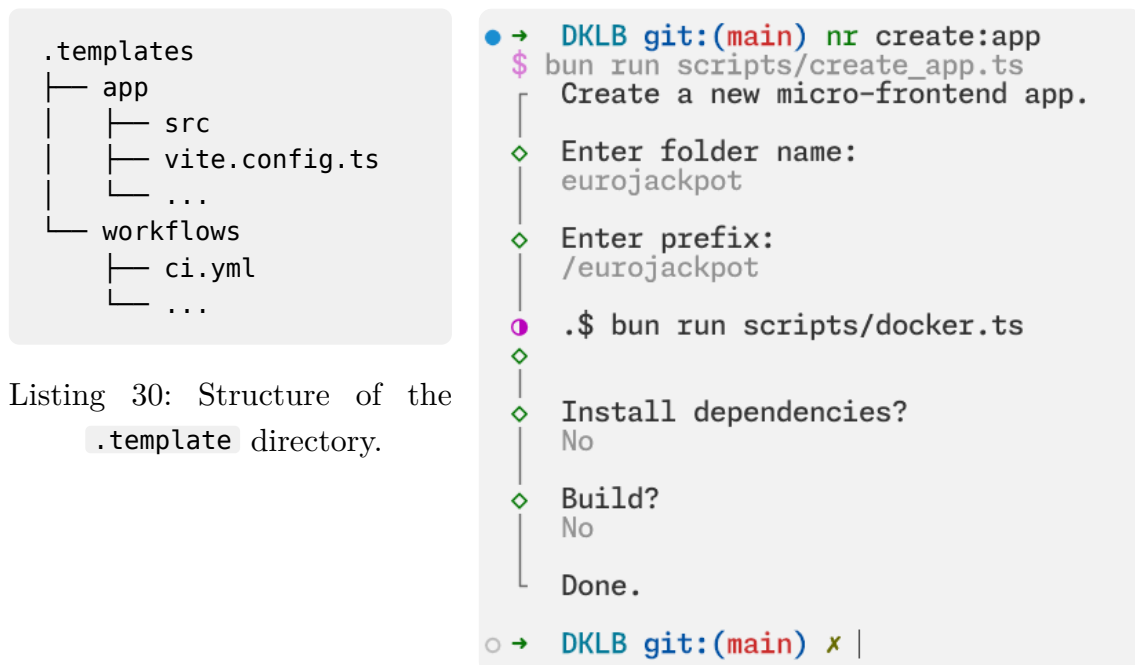 .templates
├── app
│   ├── src
│   ├── vite.config.ts
│   └── ...
└── workflows
    ├── ci.yml
    └── ...
Listing 30: Structure of the
.template directory.
➜ DKLB git:(main) nr create:app
$ bun run scripts/create_app.ts
Create a new micro-frontend app.
Enter folder name:
eurojackpot
Enter prefix:
/eurojackpot
.$ bun run scripts/docker.ts
Install dependencies?
No
Build?
No
Done.
➜ DKLB git:(main) ✗